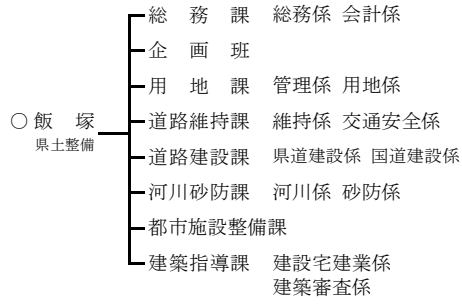 総務課 総務係 会計係
企画班
用地課 管理係 用地係
○飯塚 道路維持課 維持係 交通安全係
県土整備
道路建設課 県道建設係 国道建設係
河川砂防課 河川係 砂防係
都市施設整備課
建築指導課 建設宅建業係
建築審査係